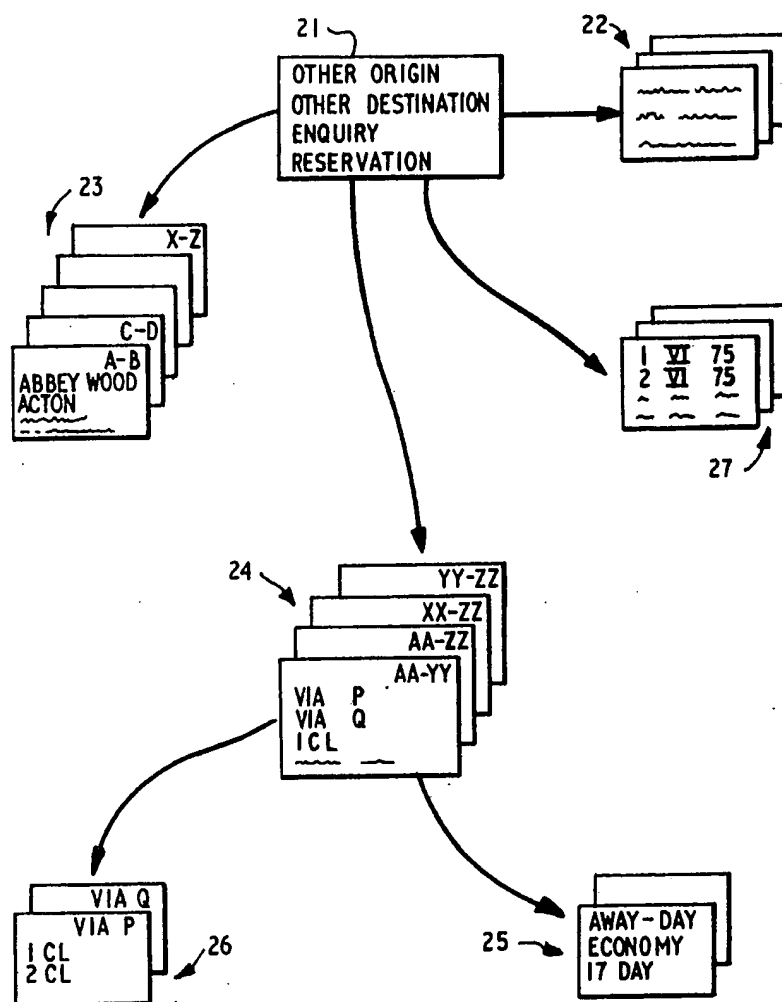 21
OTHER ORIGIN
OTHER DESTINATION
ENQUIRY
RESERVATION
22
23
X-Z
C-D
A-B
ABBEY WOOD
ACTON
1 VI 75
2 VI 75
27
24
YY-ZZ
XX-ZZ
AA-ZZ
AA-YY
VIA P
VIA Q
1 CL
VIA Q
VIA P
1 CL
2 CL
26
25
AWAY-DAY
ECONOMY
17 DAY